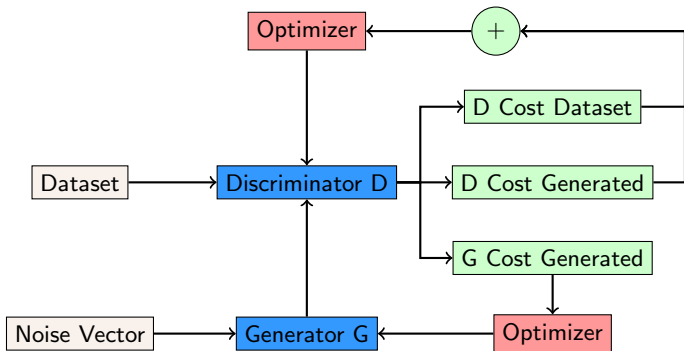 Optimizer
+
D Cost Dataset
Dataset
Discriminator D
D Cost Generated
G Cost Generated
Noise Vector
Generator G
Optimizer